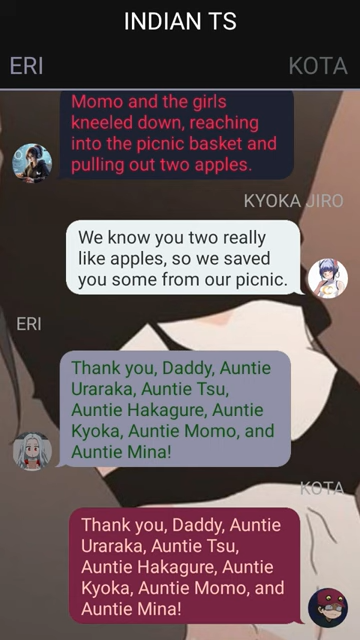 INDIAN TS
ERI
KOTA
Momo and the girls
kneeled down, reaching
into the picnic basket and
pulling out two apples.
KYOKA JIRO
We know you two really
like apples, so we saved
you some from our picnic.
ERI
Thank you, Daddy, Auntie
Uraraka, Auntie Tsu,
Auntie Hakagure, Auntie
Kyoka, Auntie Momo, and
Auntie Mina!
KOTA
Thank you, Daddy, Auntie
Uraraka, Auntie Tsu,
Auntie Hakagure, Auntie
Kyoka, Auntie Momo, and
Auntie Mina!